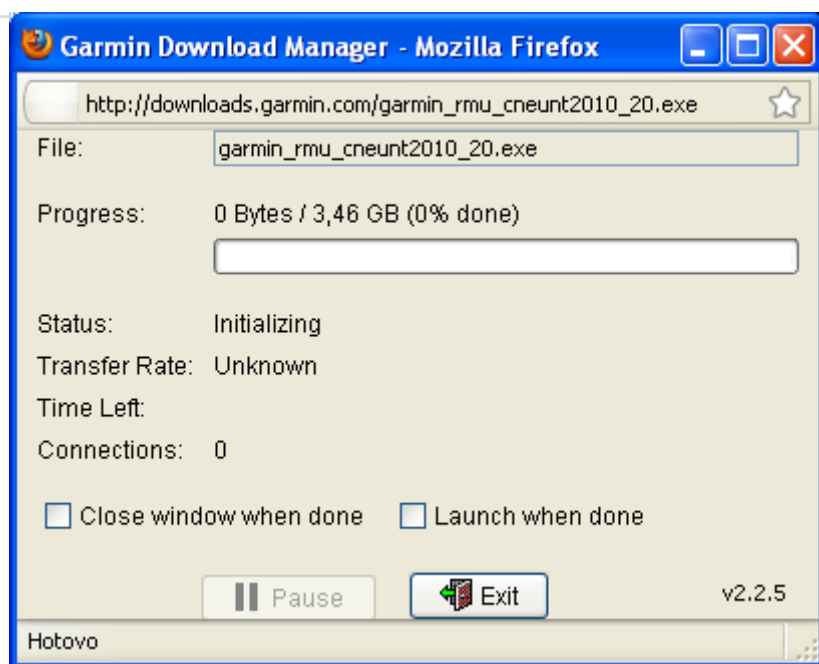 Garmin Download Manager - Mozilla Firefox
http://downloads.garmin.com/garmin_rmu_cneunt2010_20.exe
File: garmin_rmu_cneunt2010_20.exe
Progress: 0 Bytes / 3,46 GB (0% done)
Status: Initializing
Transfer Rate: Unknown
Time Left:
Connections: 0
Close window when done Launch when done
Pause Exit v2.2.5
Hotovo